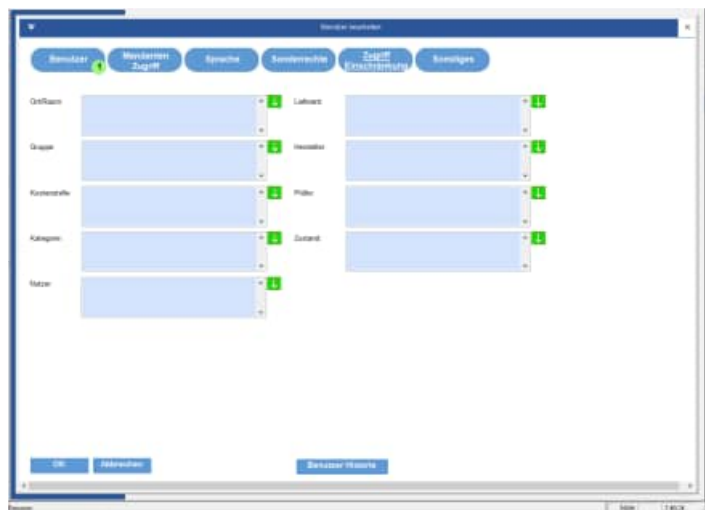 Benutzer bearbeiten
Benutzer
1
Mandanten
Zugriff
Sprache
Sonderrechte
Zugriff
Einschränkung
Sonstiges
Ort/Raum
Lieferant
Gruppe
Hersteller
Kostenstelle
Prüfer
Kategorie
Zustand
Nutzer
OK
Abbrechen
Benutzer Historie